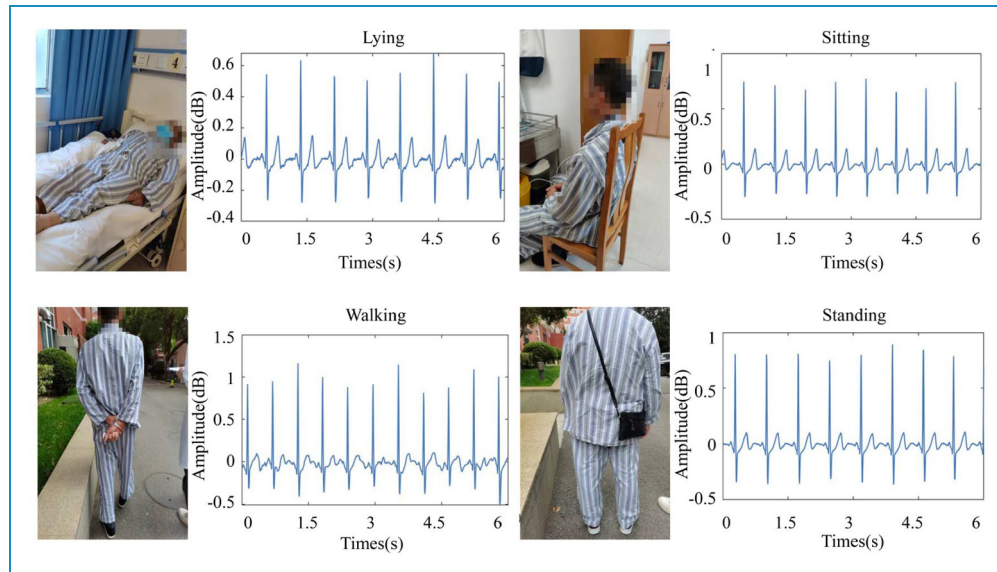 Lying
Amplitude(dB)
0.6
0.4
0.2
0
-0.2
-0.4
0 1.5 3 4.5 6
Times(s)
4
Sitting
Amplitude(dB)
1
0.5
0
-0.5
0 1.5 3 4.5 6
Times(s)
Walking
Amplitude(dB)
1.5
1
0.5
0
-0.5
0 1.5 3 4.5 6
Times(s)
Standing
Amplitude(dB)
1
0.5
0
-0.5
0 1.5 3 4.5 6
Times(s)